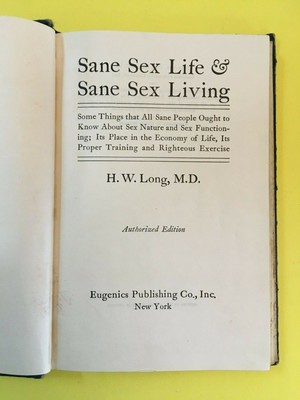 Sane Sex Life &
Sane Sex Living
Some Things that All Sane People Ought to
Know About Sex Nature and Sex Function-
ing; Its Place in the Economy of Life, Its
Proper Training and Righteous Exercise
H. W. Long, M.D.
Authorized Edition
Eugenics Publishing Co., Inc.
New York